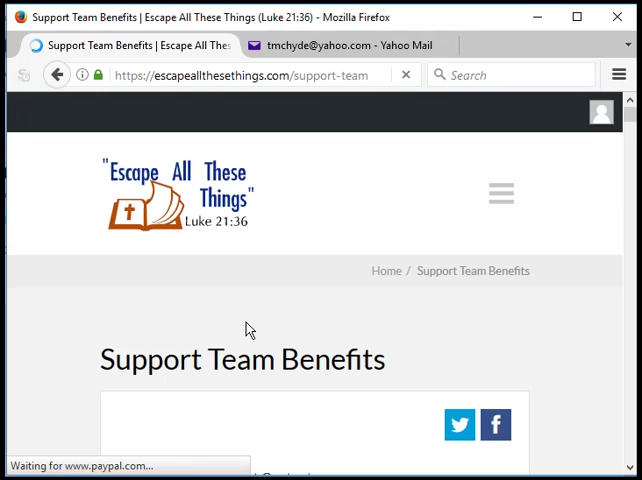 Support Team Benefits | Escape All These Things (Luke 21:36) - Mozilla Firefox
Support Team Benefits | Escape All Thes
tmchyde@yahoo.com - Yahoo Mail
https://escapeallthesethings.com/support-team
Search
"Escape All These
Things"
Luke 21:36
Home / Support Team Benefits
Support Team Benefits
Waiting for www.paypal.com...